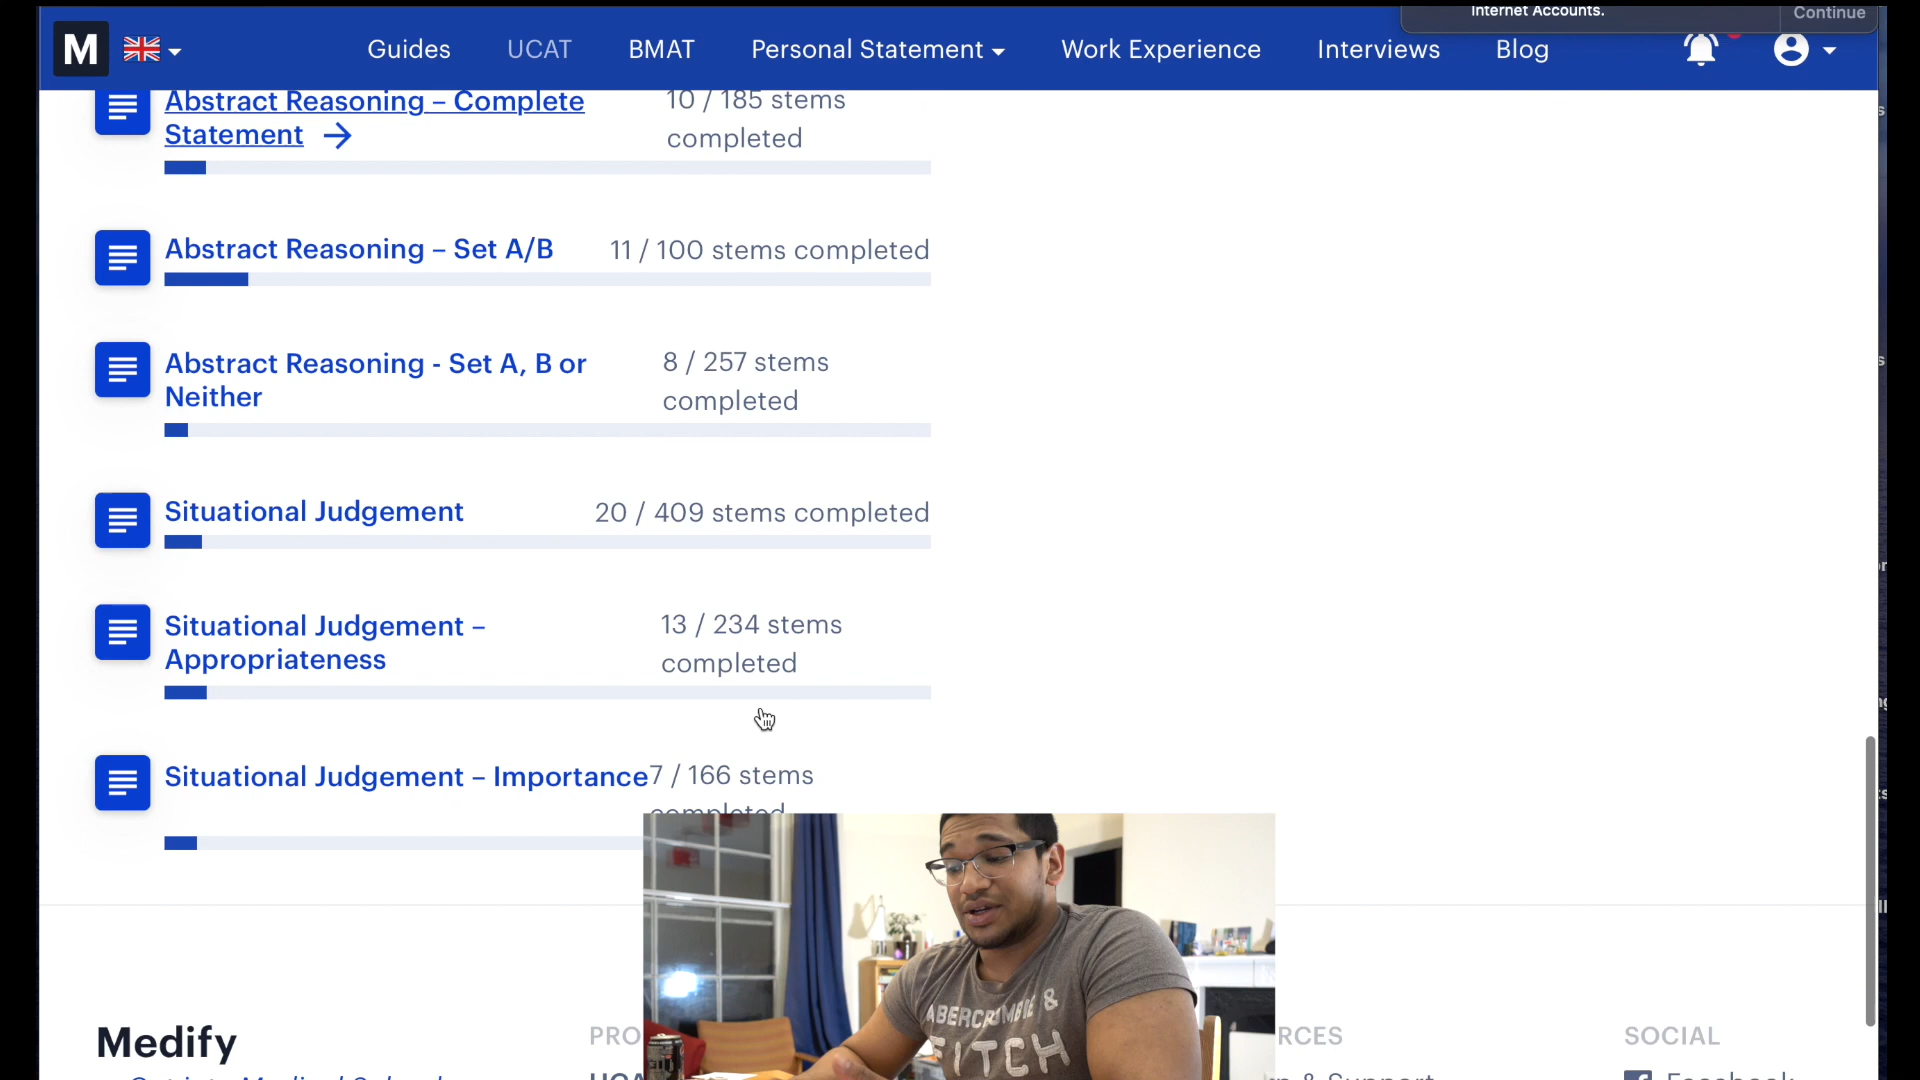 Internet Accounts.
Continue
M
Guides
UCAT
BMAT
Personal Statement
Work Experience
Interviews
Blog
Abstract Reasoning – Complete
Statement
10 / 185 stems
completed
Abstract Reasoning – Set A/B
11 / 100 stems completed
Abstract Reasoning - Set A, B or
Neither
8 / 257 stems
completed
Situational Judgement
20 / 409 stems completed
Situational Judgement –
Appropriateness
13 / 234 stems
completed
Situational Judgement – Importance
7 / 166 stems
completed
ABERCROMBIE &
FITCH
Medify
PRO
RCES
SOCIAL
& Support
Facebook